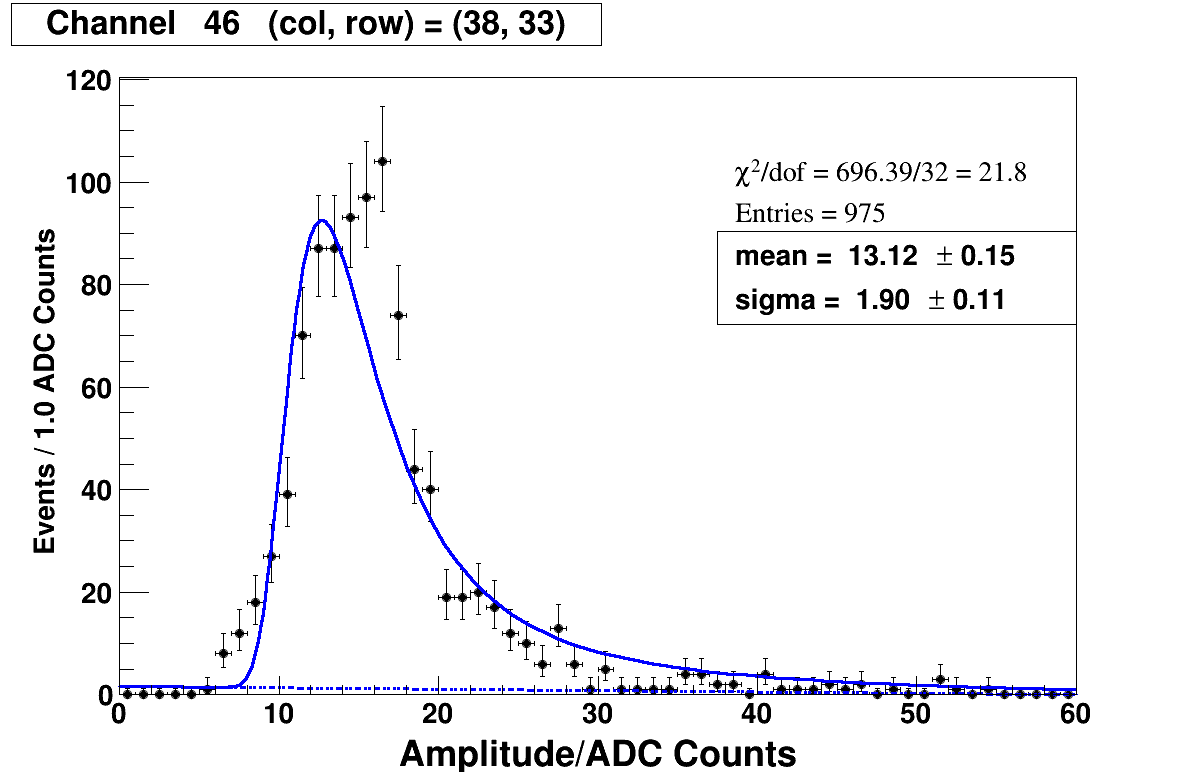 Channel 46 (col, row) = (38, 33)
120
100
80
60
40
20
0
Events / 1.0 ADC Counts
χ²/dof = 696.39/32 = 21.8
Entries = 975
mean = 13.12 ± 0.15
sigma = 1.90 ± 0.11
0 10 20 30 40 50 60
Amplitude/ADC Counts